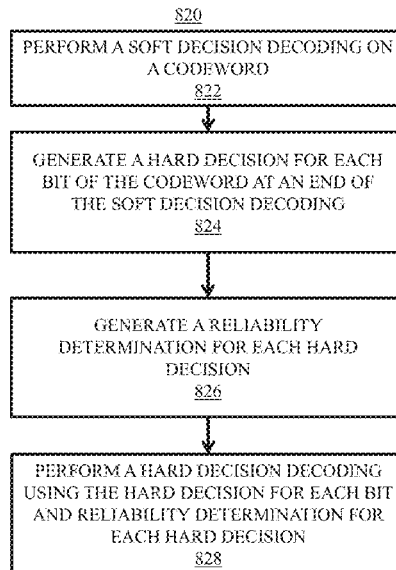 820
PERFORM A SOFT DECISION DECODING ON
A CODEWORD
822
GENERATE A HARD DECISION FOR EACH
BIT OF THE CODEWORD AT AN END OF
THE SOFT DECISION DECODING
824
GENERATE A RELIABILITY
DETERMINATION FOR EACH HARD
DECISION
826
PERFORM A HARD DECISION DECODING
USING THE HARD DECISION FOR EACH BIT
AND RELIABILITY DETERMINATION FOR
EACH HARD DECISION
828